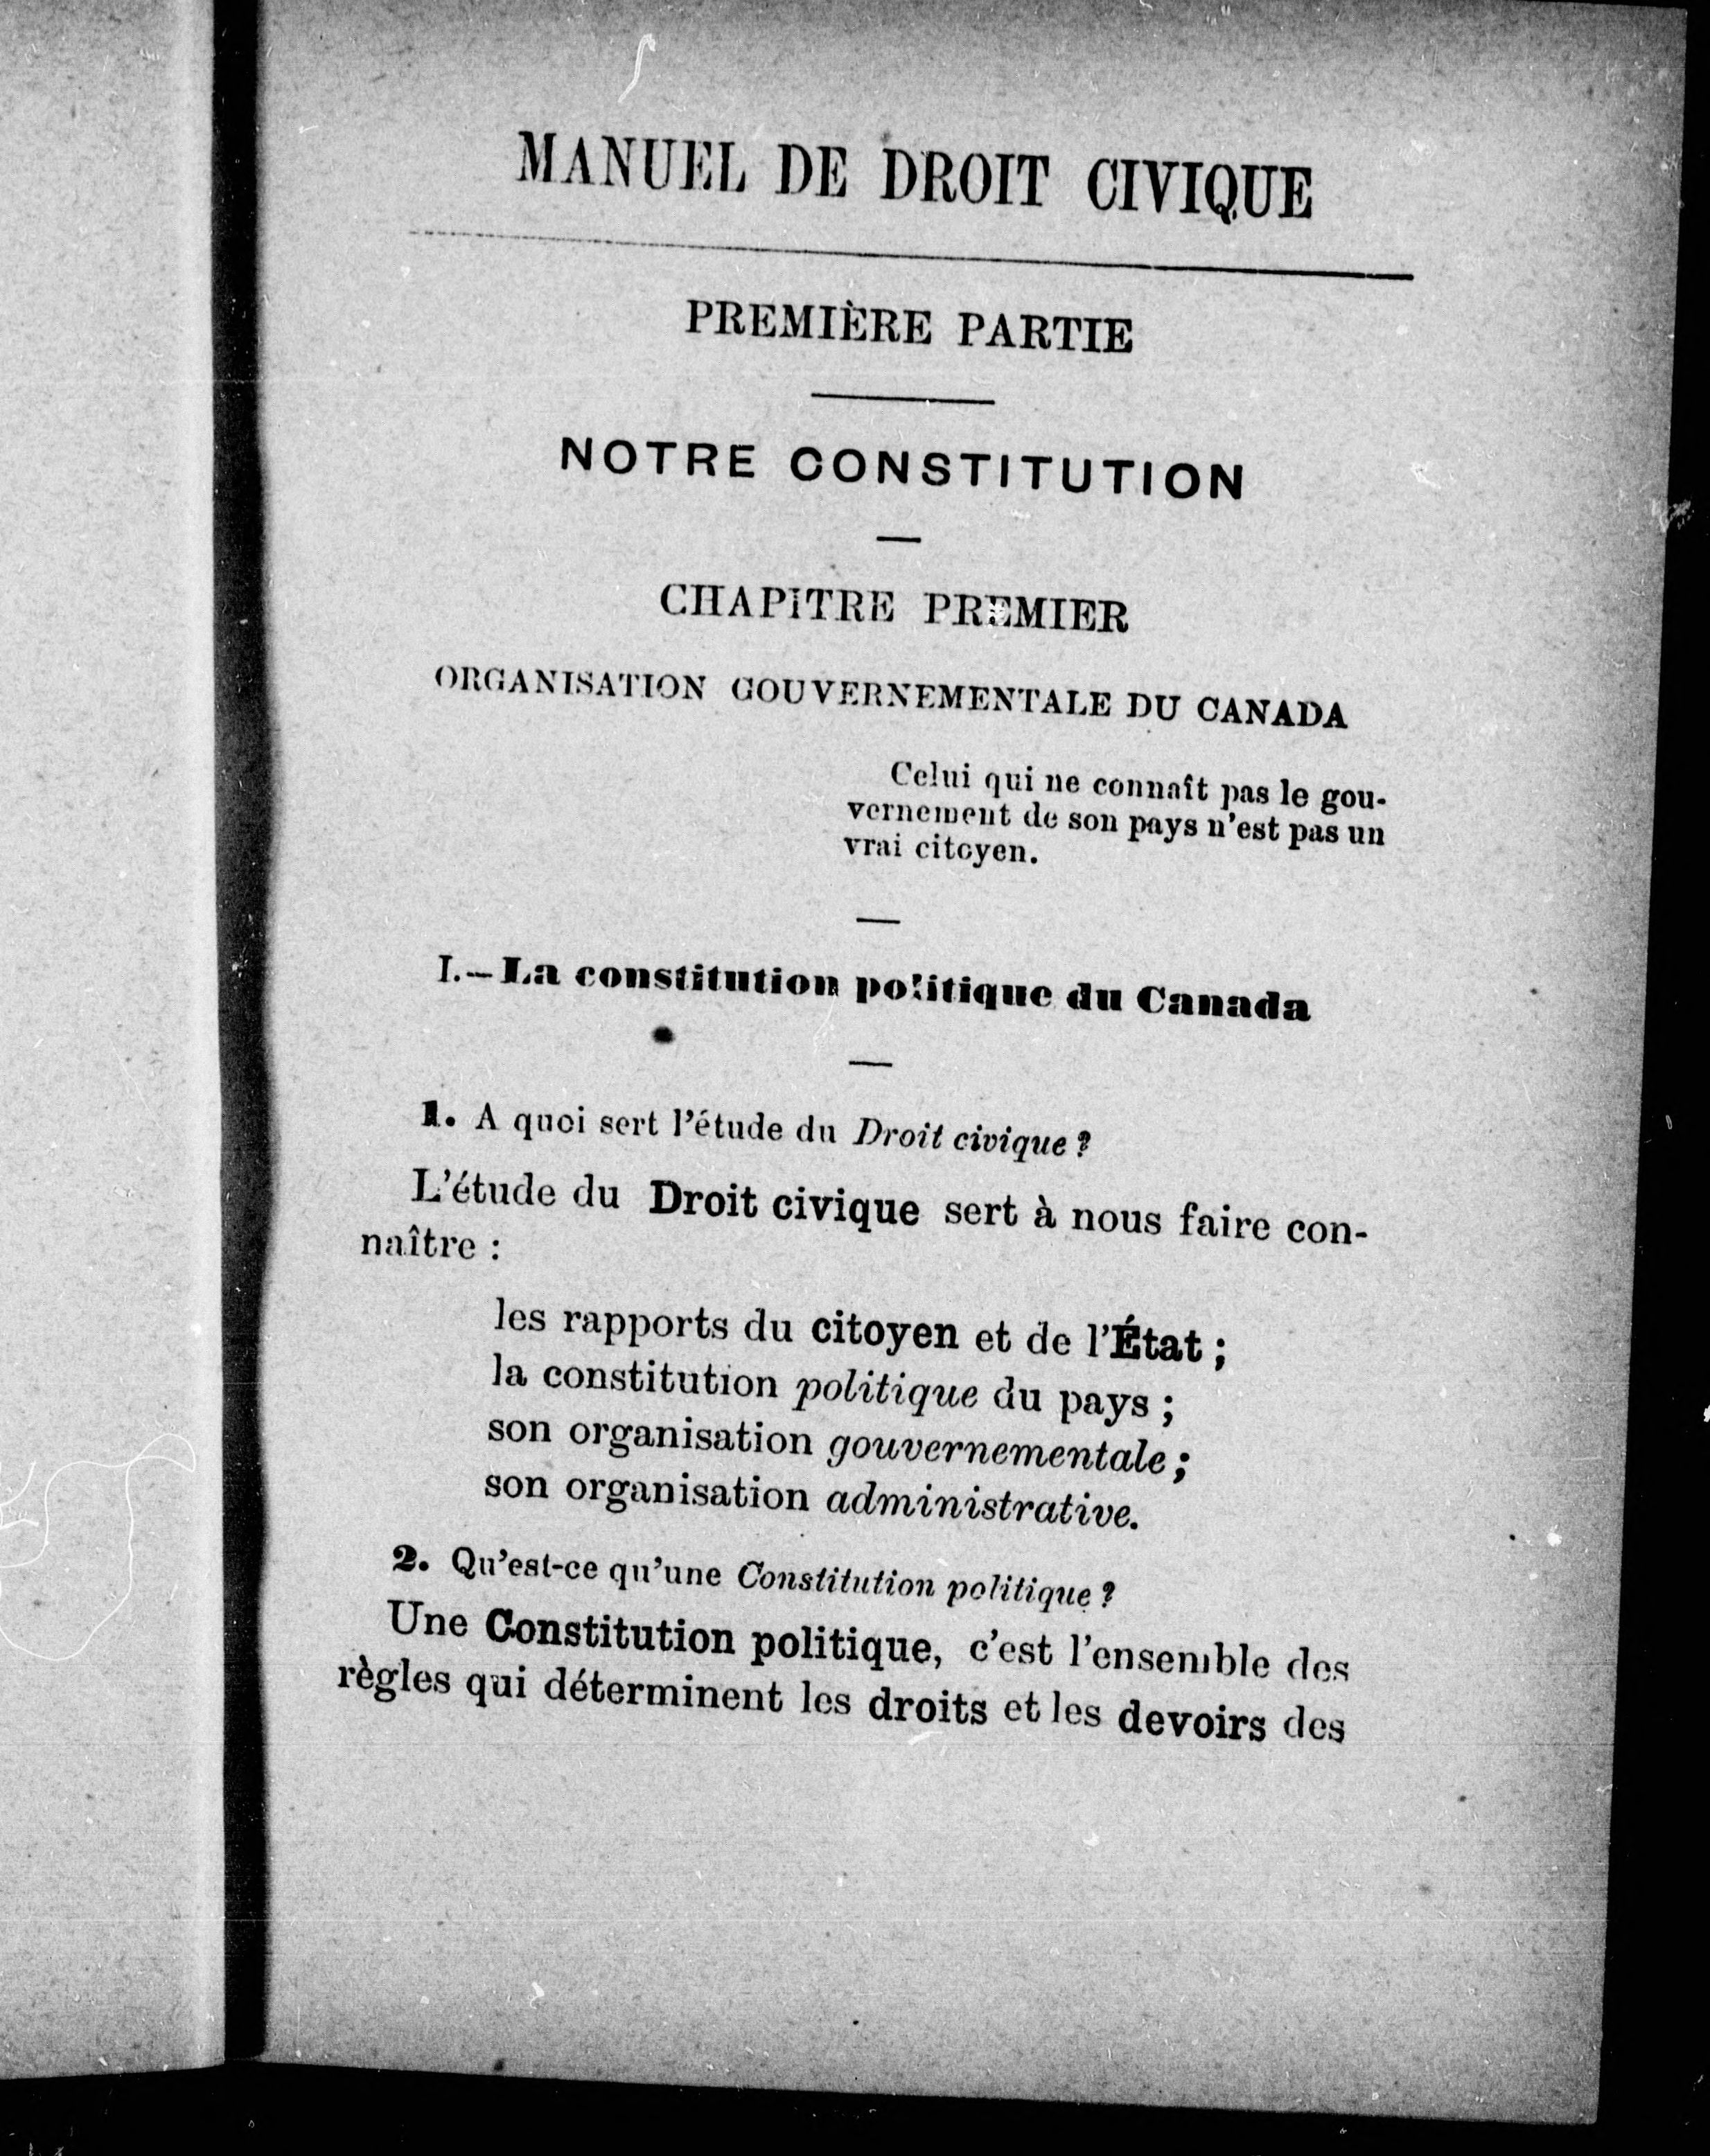 MANUEL DE DROIT CIVIQUE
PREMIÈRE PARTIE
NOTRE CONSTITUTION
CHAPITRE PREMIER
ORGANISATION GOUVERNEMENTALE DU CANADA
Celui qui ne connaît pas le gou-
vernement de son pays n'est pas un
vrai citoyen.
I.—La constitution politique du Canada
1. A quoi sert l'étude du Droit civique ?
L'étude du Droit civique sert à nous faire con-
naître :
les rapports du citoyen et de l'État ;
la constitution politique du pays ;
son organisation gouvernementale ;
son organisation administrative.
2. Qu'est-ce qu'une Constitution politique ?
Une Constitution politique, c'est l'ensemble des
règles qui déterminent les droits et les devoirs des